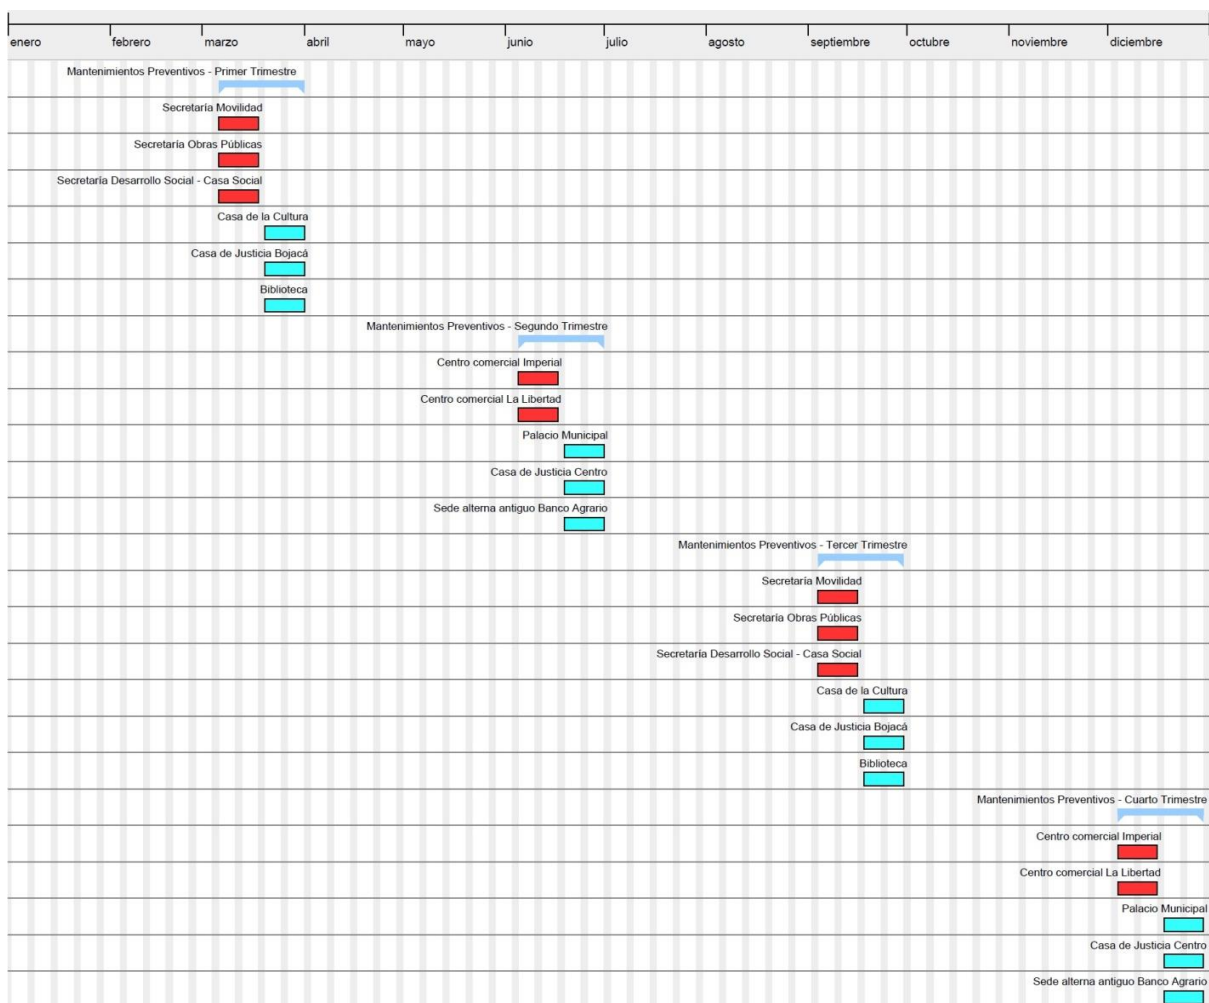 enero febrero marzo abril mayo junio julio agosto septiembre octubre noviembre diciembre
Mantenimientos Preventivos - Primer Trimestre
Secretaría Movilidad
Secretaría Obras Públicas
Secretaría Desarrollo Social - Casa Social
Casa de la Cultura
Casa de Justicia Bojacá
Biblioteca
Mantenimientos Preventivos - Segundo Trimestre
Centro comercial Imperial
Centro comercial La Libertad
Palacio Municipal
Casa de Justicia Centro
Sede alterna antiguo Banco Agrario
Mantenimientos Preventivos - Tercer Trimestre
Secretaría Movilidad
Secretaría Obras Públicas
Secretaría Desarrollo Social - Casa Social
Casa de la Cultura
Casa de Justicia Bojacá
Biblioteca
Mantenimientos Preventivos - Cuarto Trimestre
Centro comercial Imperial
Centro comercial La Libertad
Palacio Municipal
Casa de Justicia Centro
Sede alterna antiguo Banco Agrario